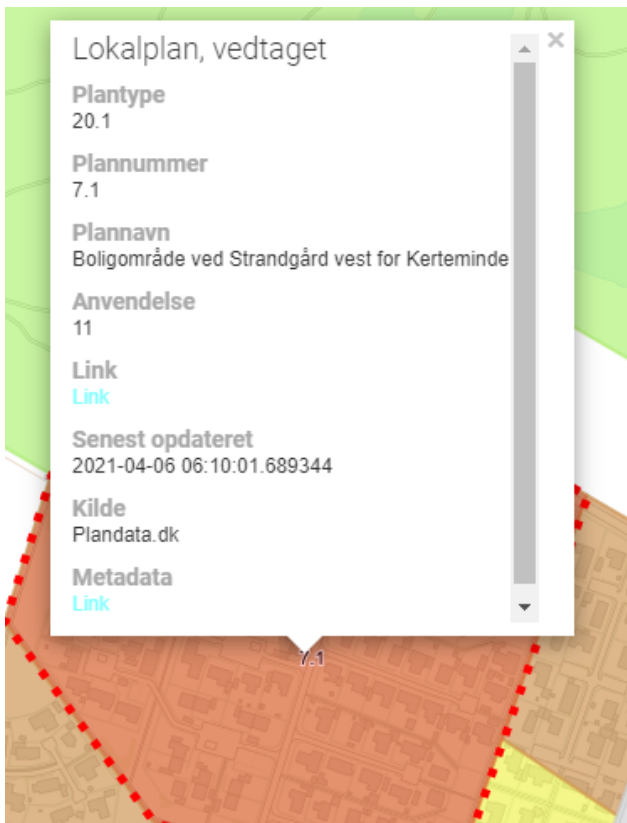 Lokalplan, vedtaget
Plantype
20.1
Plannummer
7.1
Plannavn
Boligområde ved Strandgård vest for Kerteminde
Anvendelse
11
Link
Link
Senest opdateret
2021-04-06 06:10:01.689344
Kilde
Plandata.dk
Metadata
Link
7.1